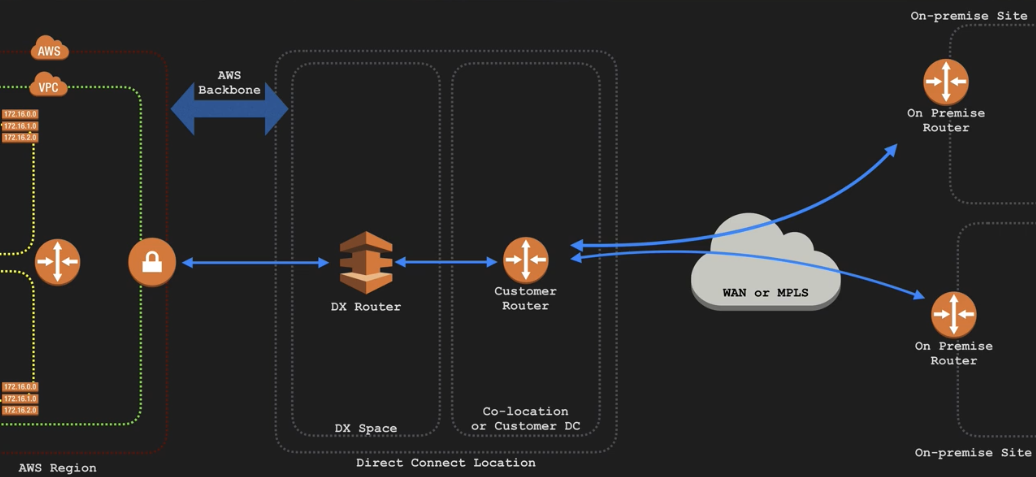 On-premise Site
AWS
VPC
AWS
Backbone
172.16.0.0
172.16.1.0
172.16.2.0
On Premise
Router
Customer
Router
DX Router
WAN or MPLS
On Premise
Router
172.16.0.0
172.16.1.0
172.16.2.0
Co-location
or Customer DC
DX Space
On-premise Site
Direct Connect Location
AWS Region